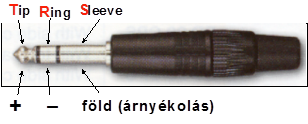 Tip Ring Sleeve
+ – föld (árnyékolás)